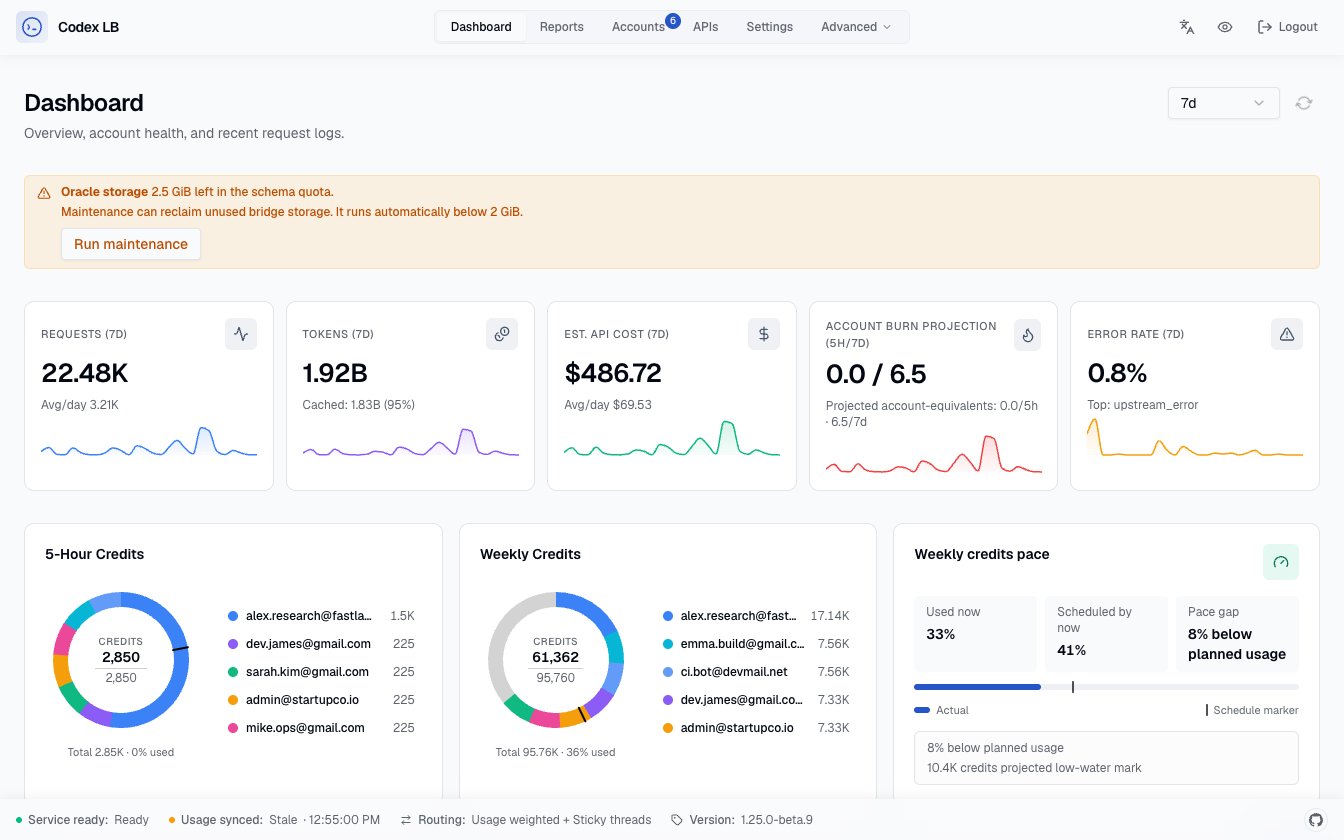 Codex LB
Dashboard
Reports
Accounts
6
APIs
Settings
Advanced
Logout
Dashboard
Overview, account health, and recent request logs.
7d
Oracle storage 2.5 GiB left in the schema quota.
Maintenance can reclaim unused bridge storage. It runs automatically below 2 GiB.
Run maintenance
REQUESTS (7D)
22.48K
Avg/day 3.21K
TOKENS (7D)
1.92B
Cached: 1.83B (95%)
EST. API COST (7D)
$486.72
Avg/day $69.53
ACCOUNT BURN PROJECTION
(5H/7D)
0.0 / 6.5
Projected account-equivalents: 0.0/5h
· 6.5/7d
ERROR RATE (7D)
0.8%
Top: upstream_error
5-Hour Credits
CREDITS
2,850
2,850
Total 2.85K · 0% used
alex.research@fastla... 1.5K
dev.james@gmail.com 225
sarah.kim@gmail.com 225
admin@startupco.io 225
mike.ops@gmail.com 225
Weekly Credits
CREDITS
61,362
95,760
Total 95.76K · 36% used
alex.research@fast... 17.14K
emma.build@gmail.c... 7.56K
ci.bot@devmail.net 7.56K
dev.james@gmail.co... 7.33K
admin@startupco.io 7.33K
Weekly credits pace
Used now
33%
Scheduled by
now
41%
Pace gap
8% below
planned usage
Actual
Schedule marker
8% below planned usage
10.4K credits projected low-water mark
Service ready: Ready
Usage synced: Stale · 12:55:00 PM
Routing: Usage weighted + Sticky threads
Version: 1.25.0-beta.9